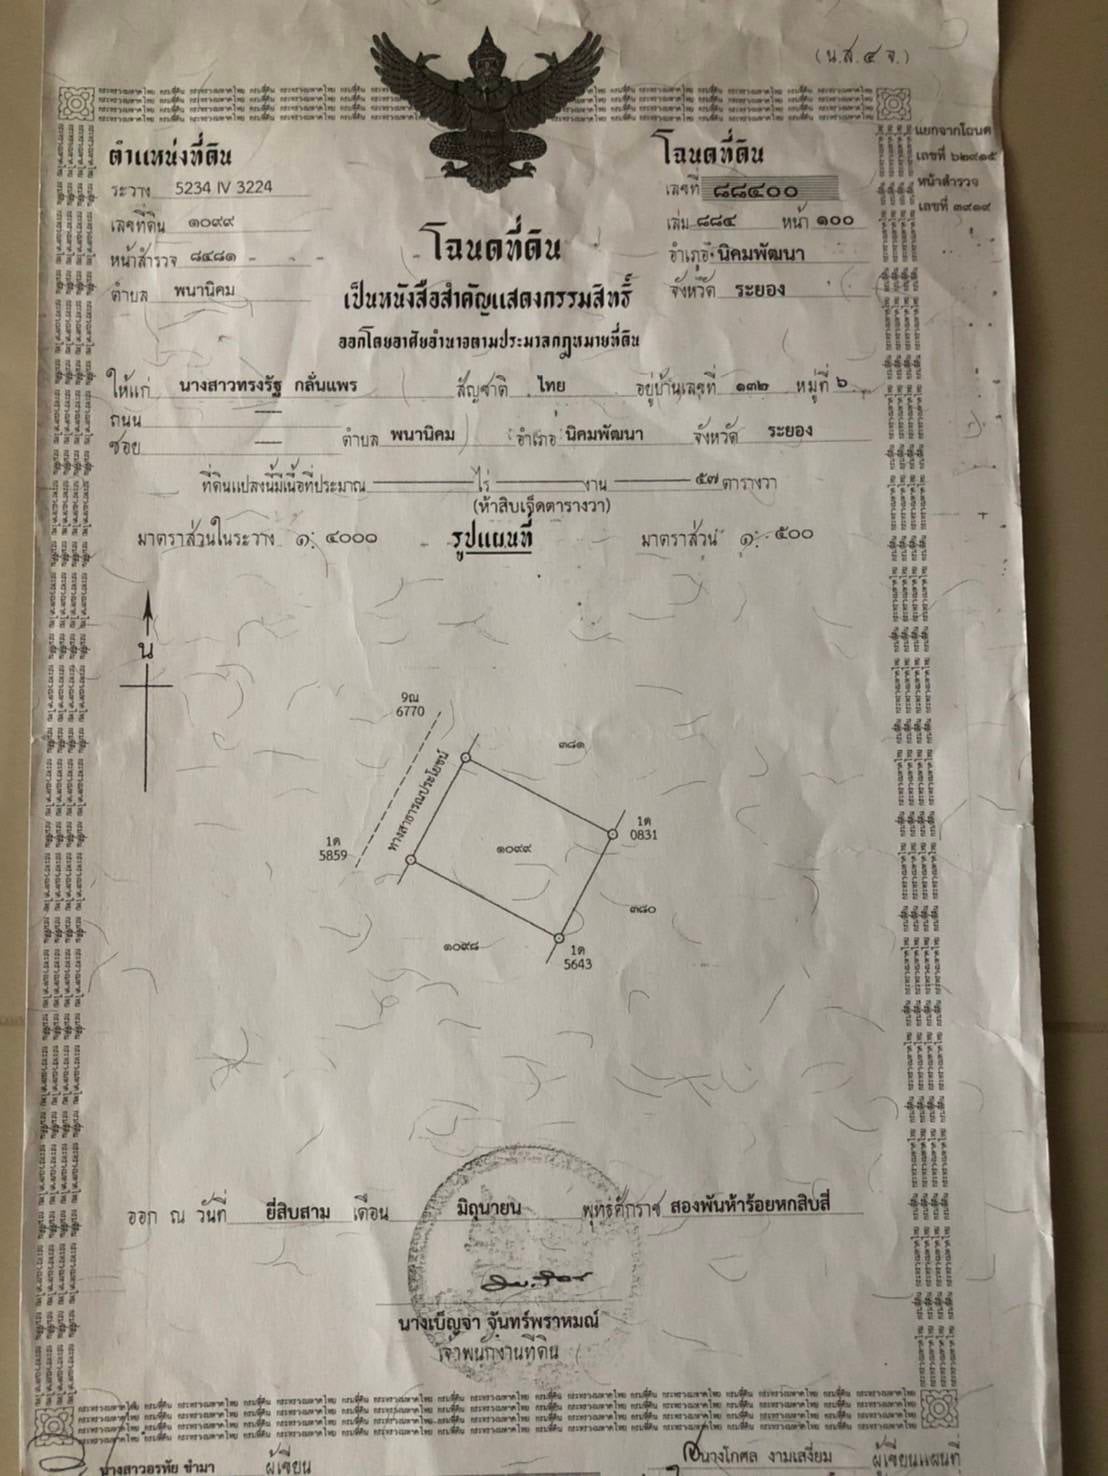 (น.ส.๔ จ.)
ตำแหน่งที่ดิน
ระวาง 5234 IV 3224
เลขที่ดิน ๑๐๙๙
หน้าสำรวจ ๘๔๘๑
ตำบล พนานิคม
โฉนดที่ดิน
เลขที่ ๘๘๔๐๐
เล่ม ๘๘๔ หน้า ๑๐๐
อำเภอ นิคมพัฒนา
จังหวัด ระยอง
แยกจากโฉนด
เลขที่ ๖๒๙๑๕
หน้าสำรวจ
เลขที่ ๓๙๑๙
โฉนดที่ดิน
เป็นหนังสือสำคัญแสดงกรรมสิทธิ์
ออกโดยอาศัยอำนาจตามประมวลกฎหมายที่ดิน
ให้แก่ นางสาวทรงรัฐ กลั่นแพร สัญชาติ ไทย อยู่บ้านเลขที่ ๑๓๒ หมู่ที่ ๖
ถนน —
ซอย — ตำบล พนานิคม อำเภอ นิคมพัฒนา จังหวัด ระยอง
ที่ดินแปลงนี้มีเนื้อที่ประมาณ — ไร่ — งาน — ๕๗ ตารางวา
(ห้าสิบเจ็ดตารางวา)
มาตราส่วนในระวาง ๑: ๔๐๐๐ รูปแผนที่ มาตราส่วน ๑: ๕๐๐
น
9ณ
6770
๓๘๑
ทางสาธารณประโยชน์
1ด
0831
1ด
5859
๑๐๙๙
๓๘๐
๑๐๙๘
1ด
5643
ออก ณ วันที่ ยี่สิบสาม เดือน มิถุนายน พุทธศักราช สองพันห้าร้อยหกสิบสี่
นางเบ็ญจา จันทร์พราหมณ์
เจ้าพนักงานที่ดิน
นางสาวอรทัย ขำมา ผู้เขียน
นางโกศล งามเสงี่ยม ผู้เขียนแผนที่